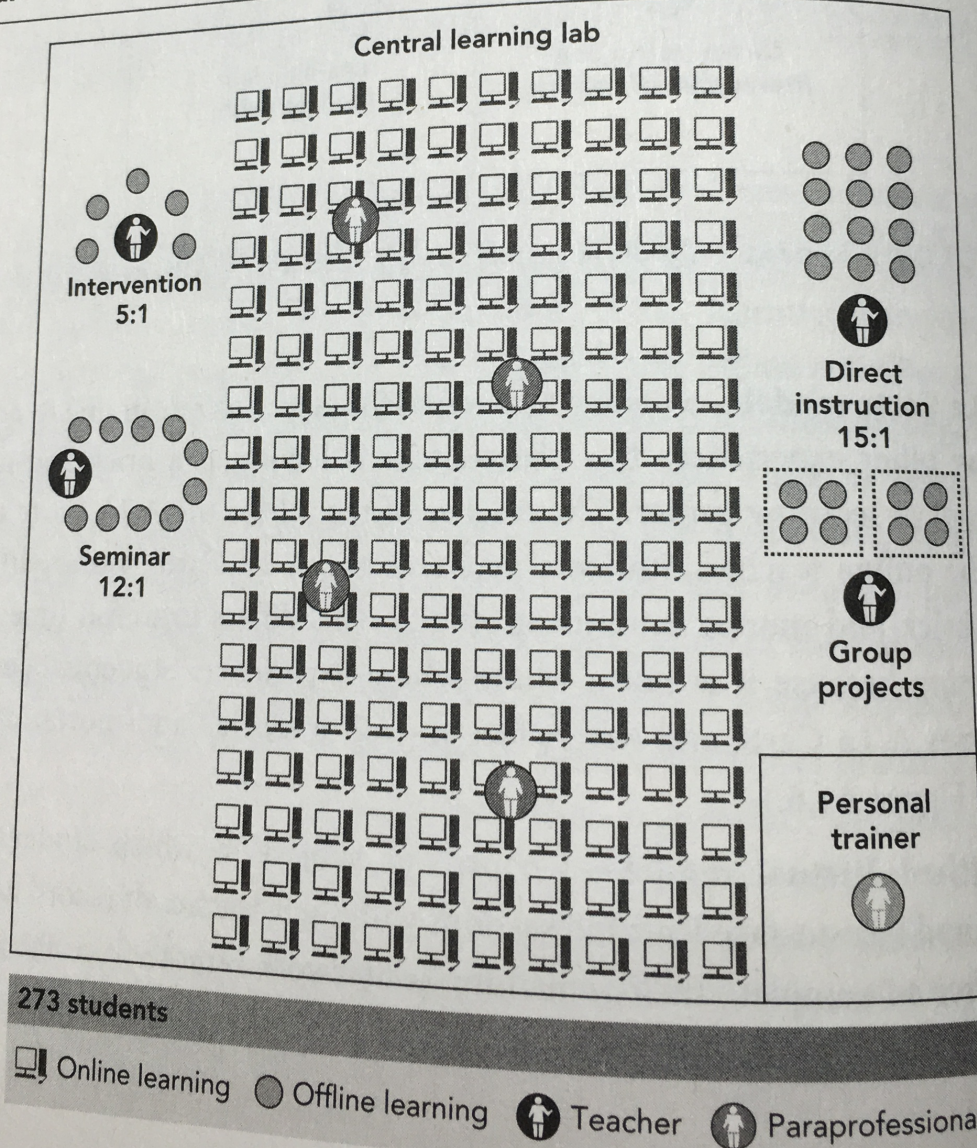 Central learning lab
Intervention
5:1
Seminar
12:1
Direct
instruction
15:1
Group
projects
Personal
trainer
273 students
Online learning
Offline learning
Teacher
Paraprofessiona